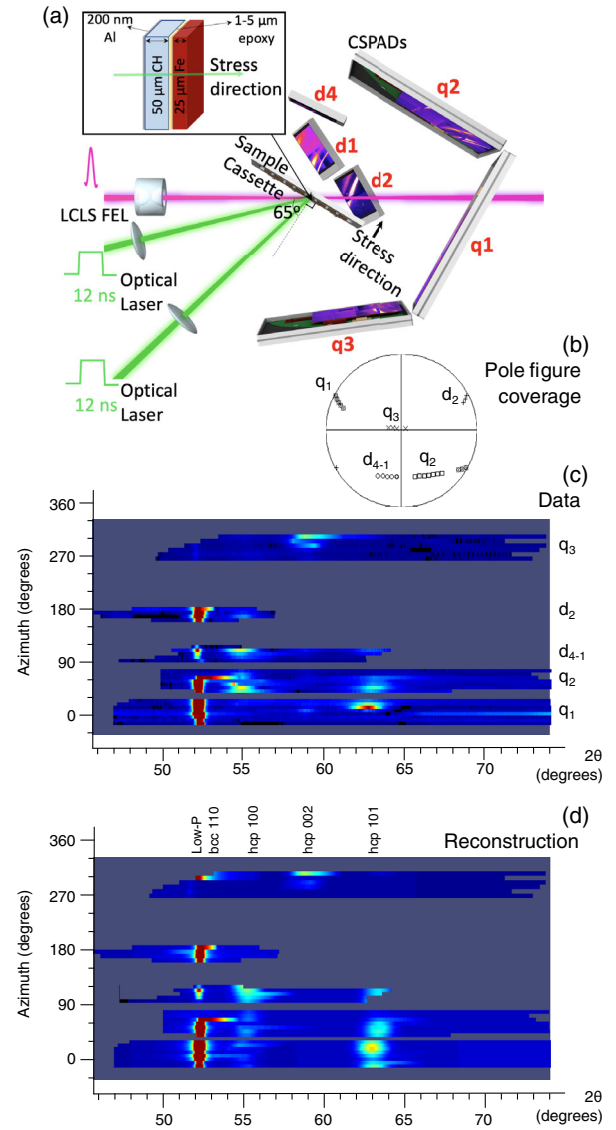 (a)
200 nm
Al
1-5 µm
epoxy
50 µm CH
25 µm Fe
Stress
direction
CSPADs
q2
d4
d1
d2
Sample
Cassette
65º
LCLS FEL
Stress
direction
q1
12 ns
Optical
Laser
q3
12 ns
Optical
Laser
(b)
Pole figure
coverage
q1
d2
q3
d4-1
q2
(c)
Data
360
270
180
90
0
Azimuth (degrees)
q3
d2
d4-1
q2
q1
50 55 60 65 70
2θ
(degrees)
(d)
Low-P
bcc 110
hcp 100
hcp 002
hcp 101
Reconstruction
360
270
180
90
0
Azimuth (degrees)
50 55 60 65 70
2θ
(degrees)